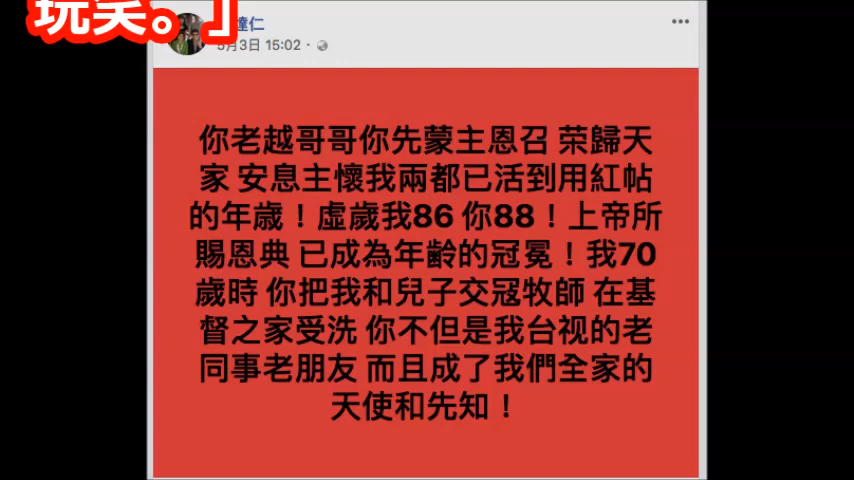 玩笑。」
達仁
5月3日 15:02
你老越哥哥你先蒙主恩召 荣歸天
家 安息主懷我兩都已活到用紅帖
的年歳！虛歲我86 你88！上帝所
賜恩典 已成為年齡的冠冕！我70
歲時 你把我和兒子交冦牧師 在基
督之家受洗 你不但是我台视的老
同事老朋友 而且成了我們全家的
天使和先知！